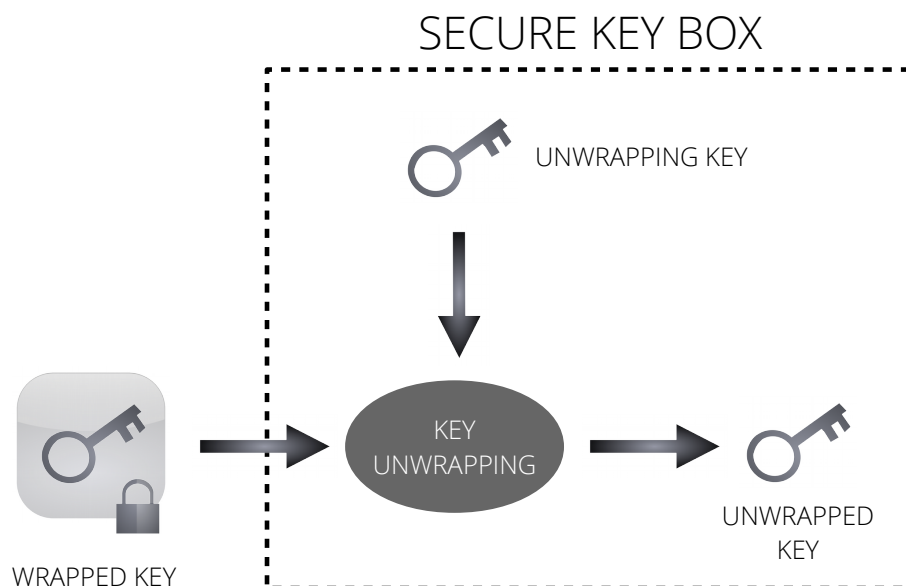 SECURE KEY BOX
UNWRAPPING KEY
KEY
UNWRAPPING
UNWRAPPED
KEY
WRAPPED KEY